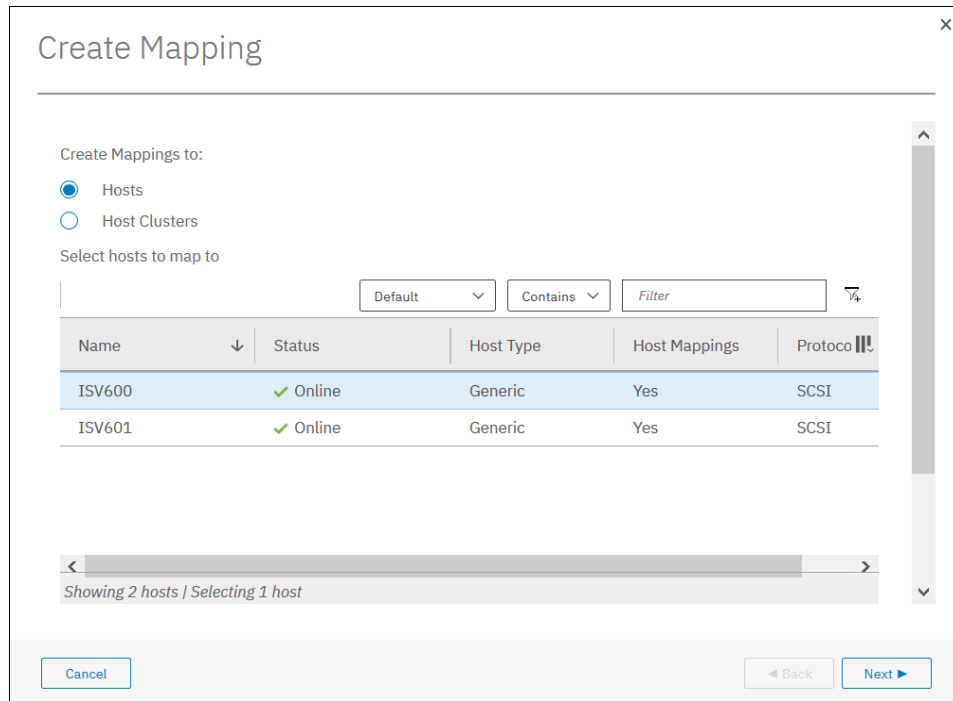 Create Mapping
Create Mappings to:
Hosts
Host Clusters
Select hosts to map to
Default Contains Filter
Name Status Host Type Host Mappings Protoco
ISV600 Online Generic Yes SCSI
ISV601 Online Generic Yes SCSI
Showing 2 hosts | Selecting 1 host
Cancel Back Next